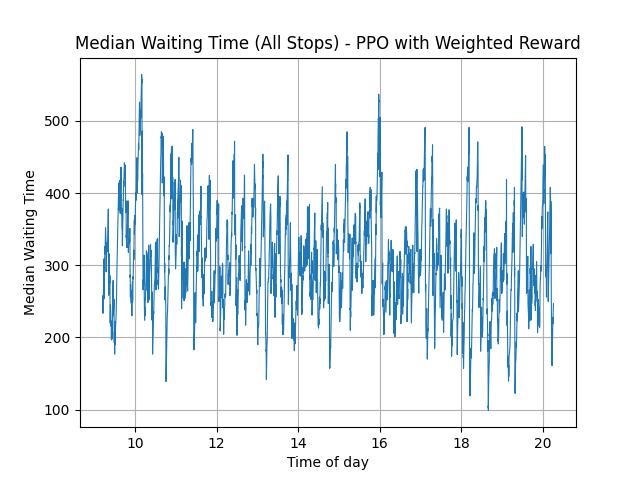 Median Waiting Time (All Stops) - PPO with Weighted Reward
Median Waiting Time
500
400
300
200
100
10 12 14 16 18 20
Time of day